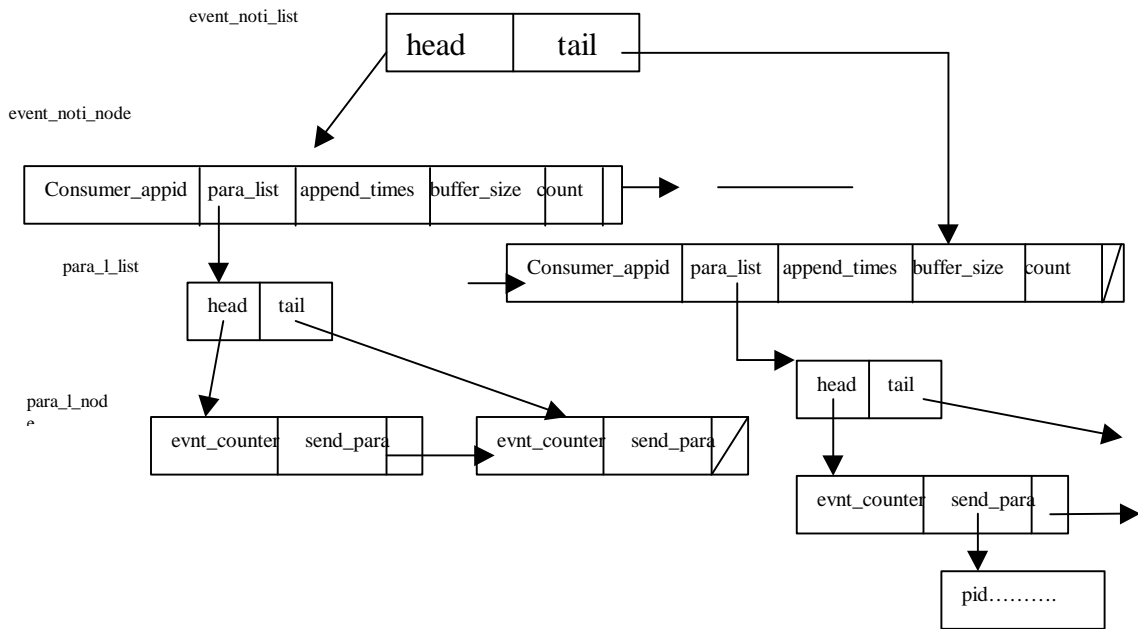 event_noti_list
head tail
event_noti_node
Consumer_appid para_list append_times buffer_size count
para_l_list
Consumer_appid para_list append_times buffer_size count
head tail
head tail
para_l_nod
e
evnt_counter send_para
evnt_counter send_para
evnt_counter send_para
pid……….